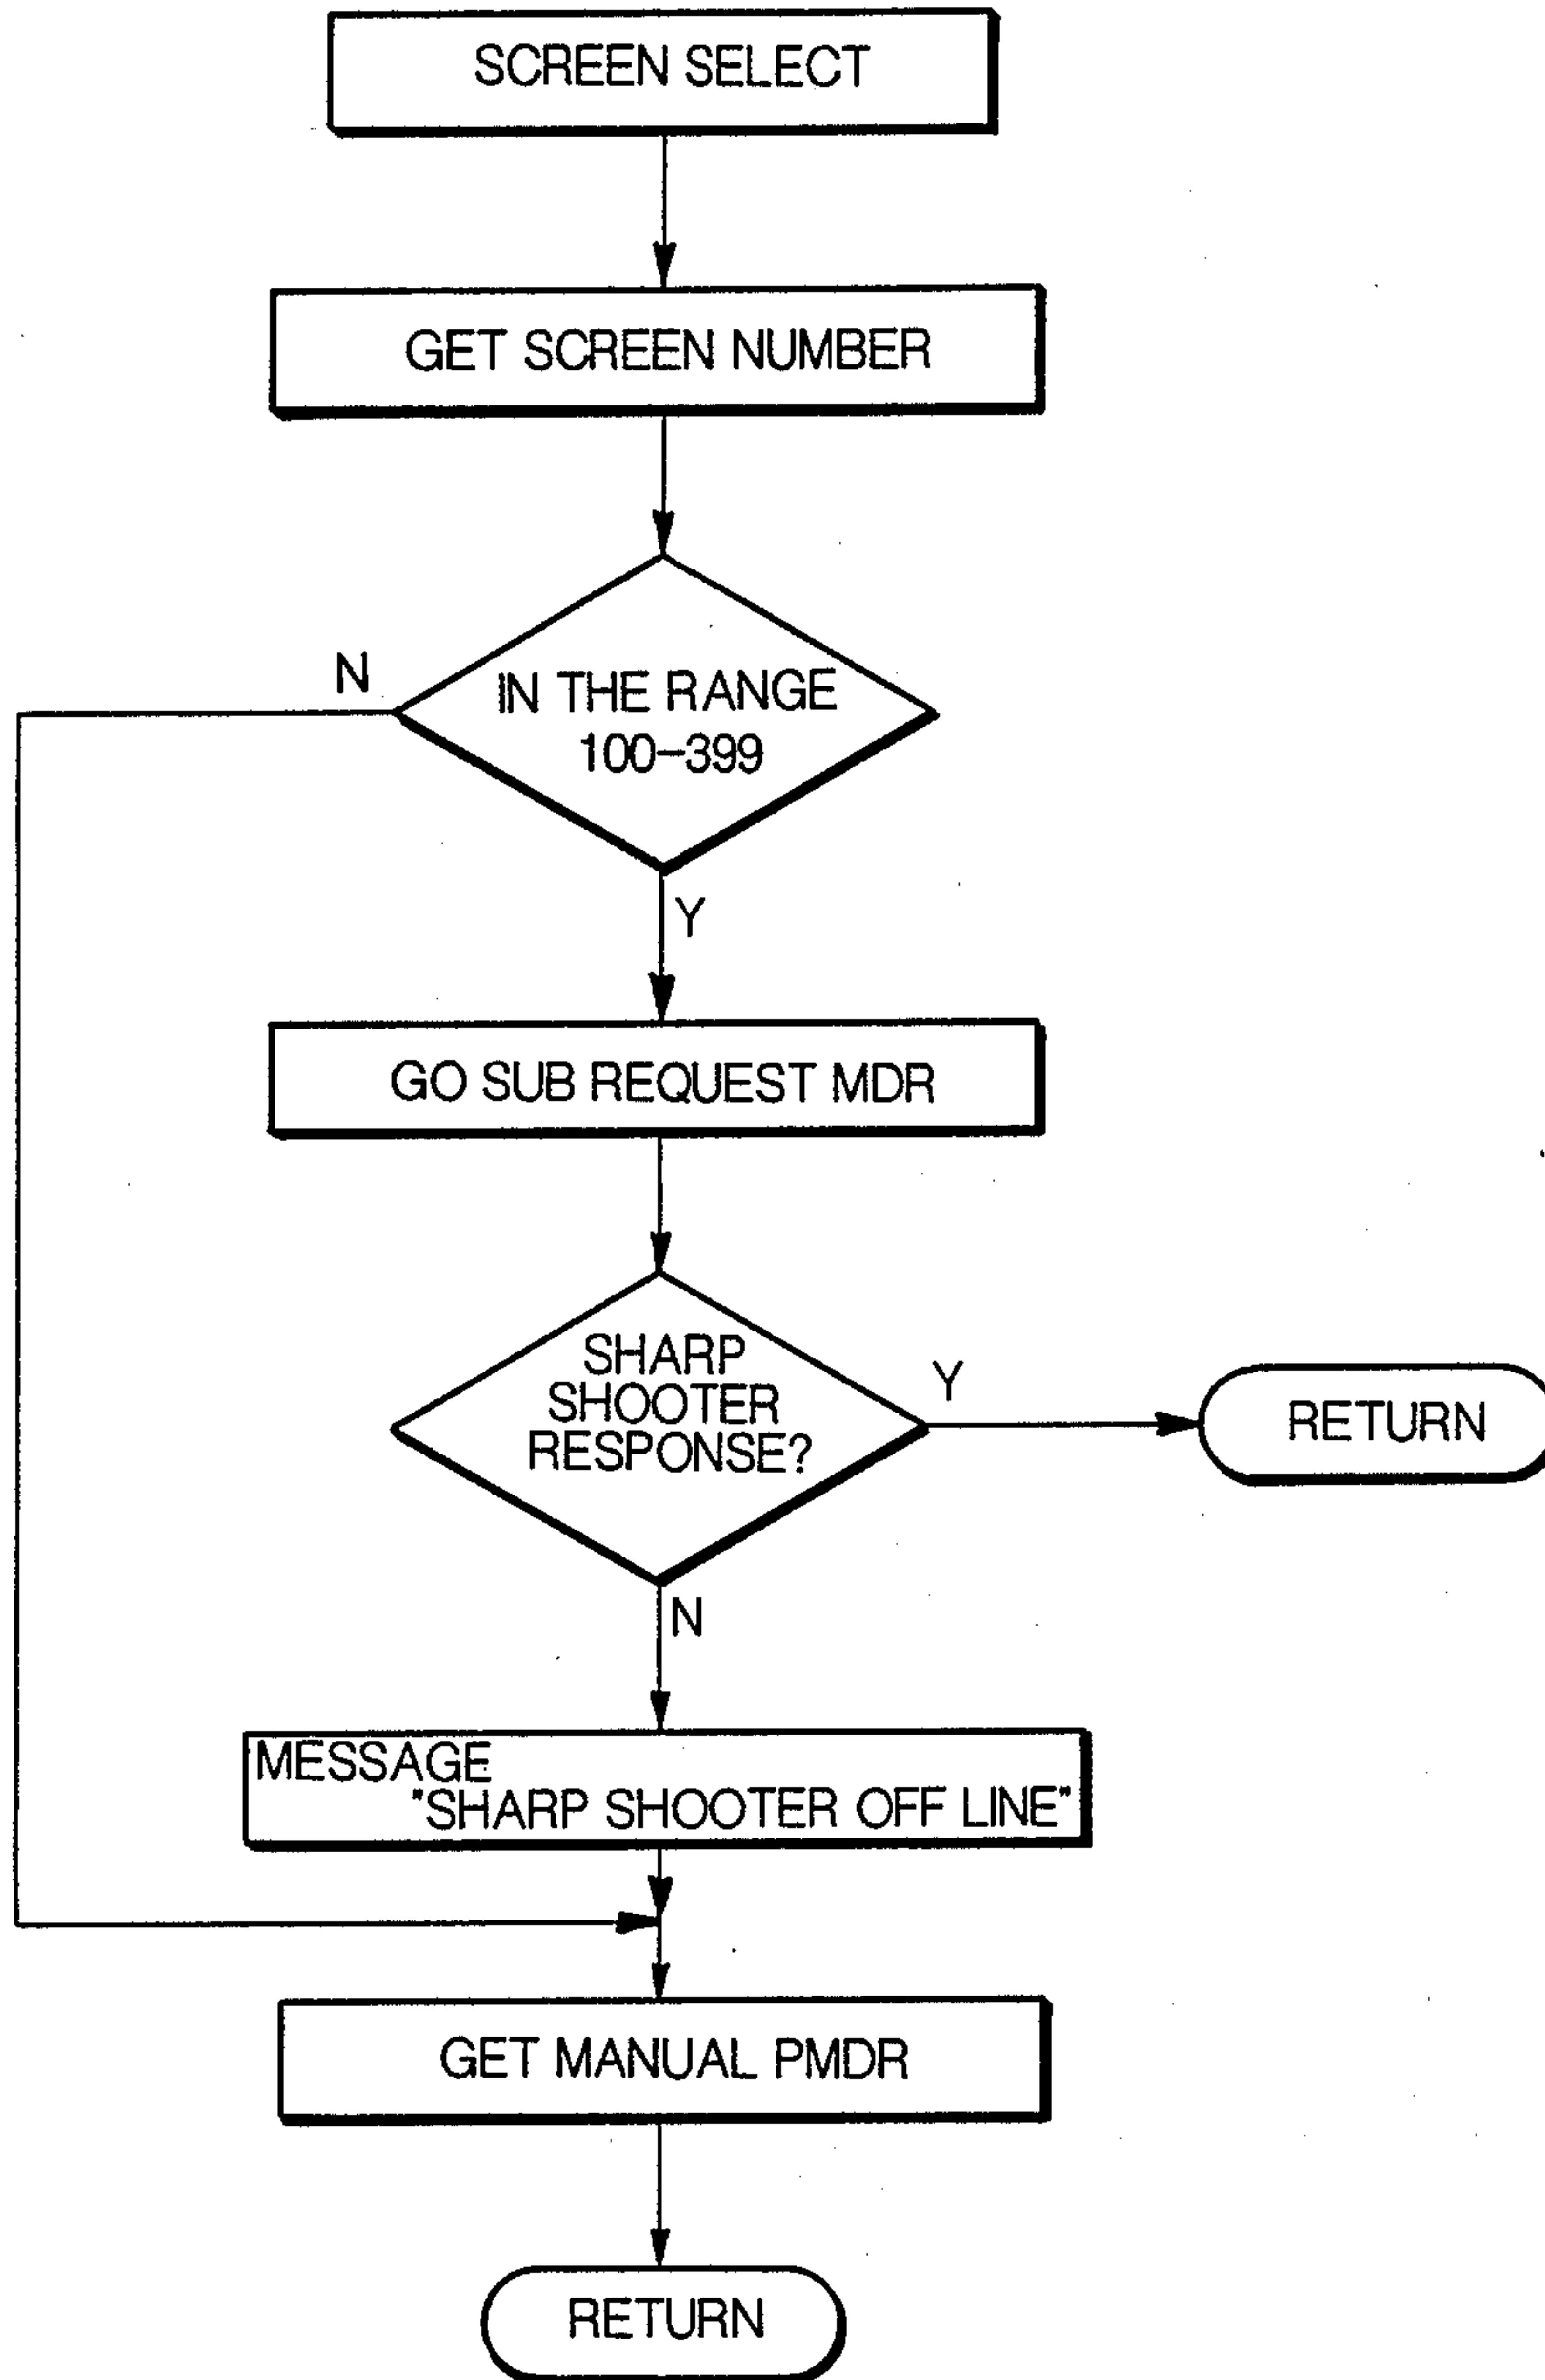 SCREEN SELECT
GET SCREEN NUMBER
N
IN THE RANGE
100-399
Y
GO SUB REQUEST MDR
SHARP
SHOOTER
RESPONSE?
Y
RETURN
N
MESSAGE
"SHARP SHOOTER OFF LINE"
GET MANUAL PMDR
RETURN